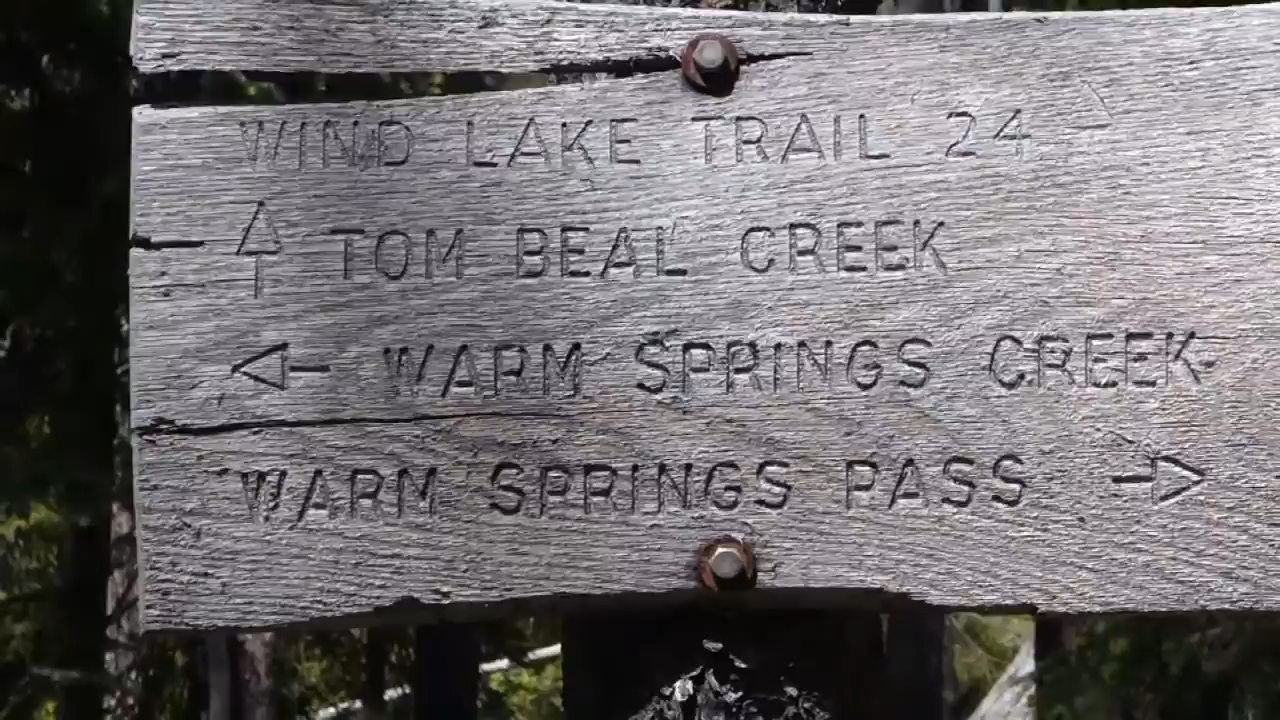 WIND LAKE TRAIL 24
TOM BEAL CREEK
WARM SPRINGS CREEK
WARM SPRINGS PASS